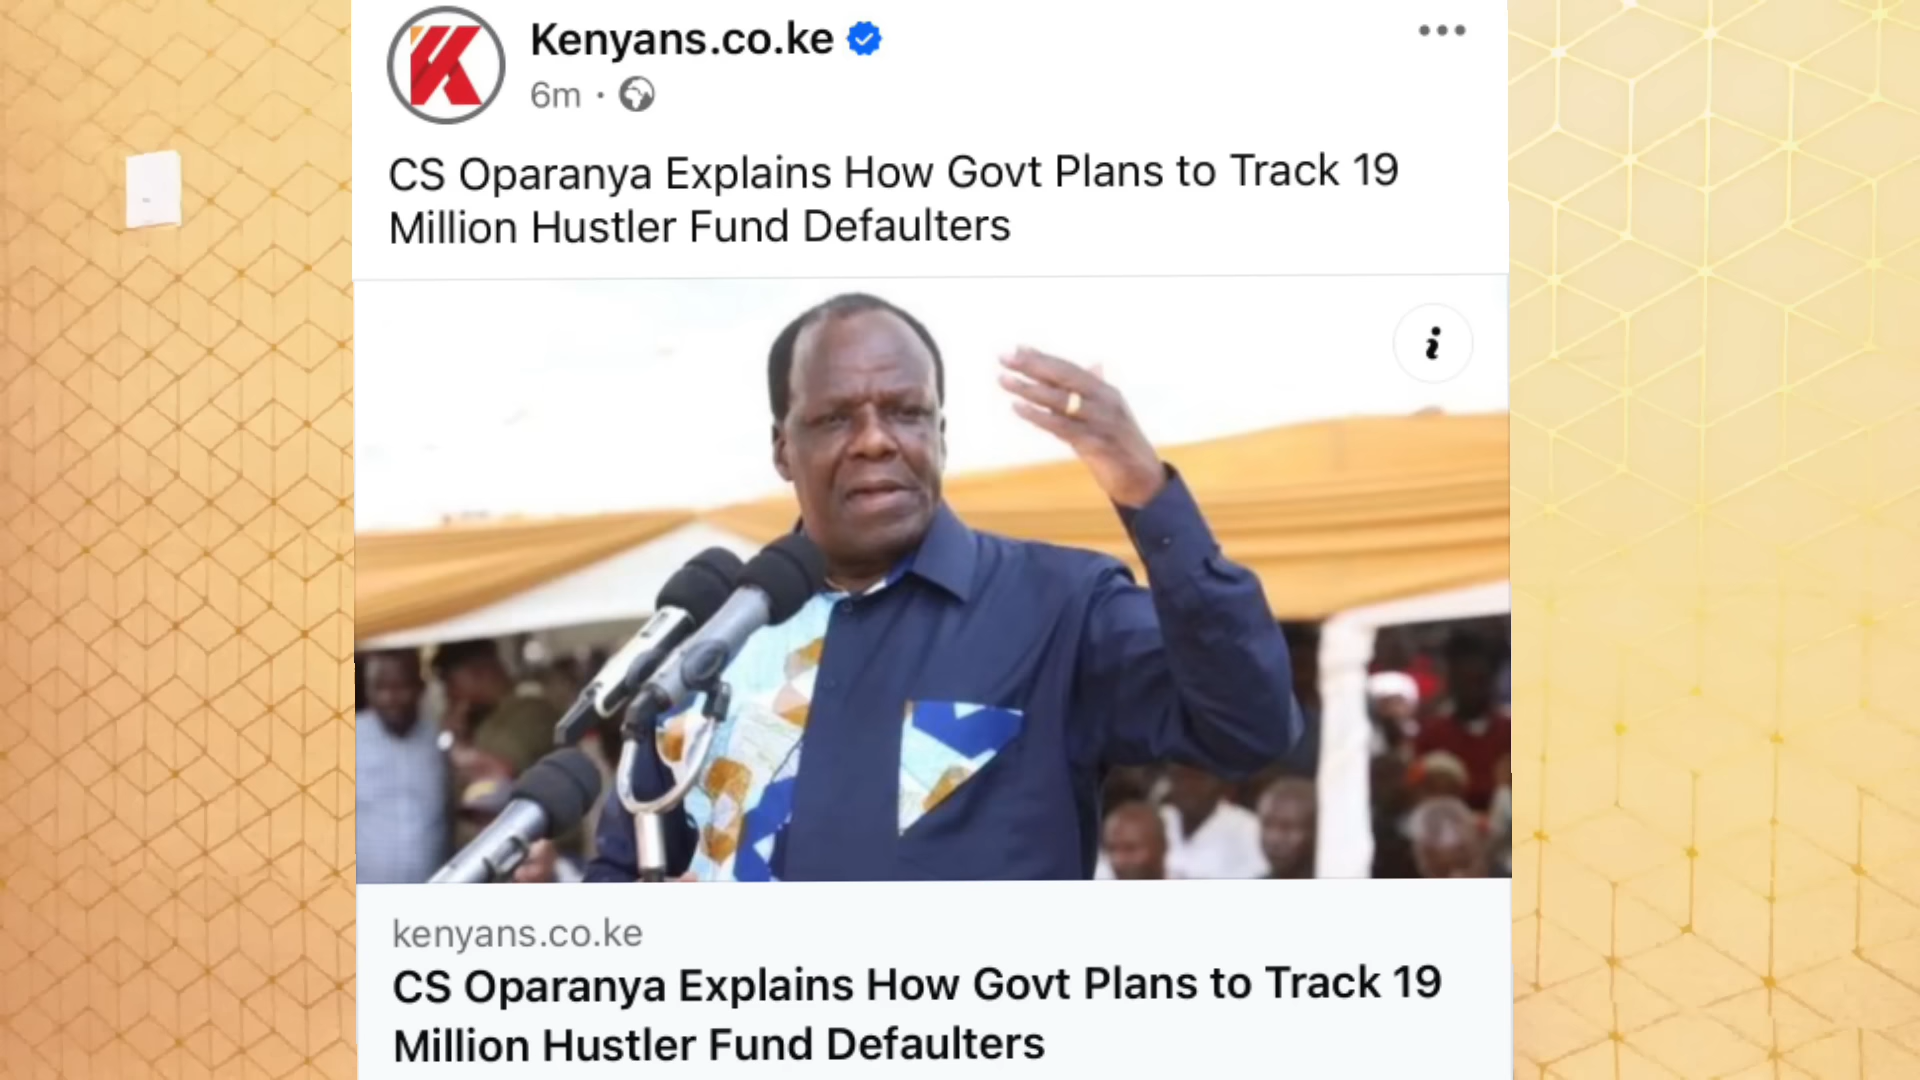 Kenyans.co.ke
6m ·
CS Oparanya Explains How Govt Plans to Track 19
Million Hustler Fund Defaulters
i
kenyans.co.ke
CS Oparanya Explains How Govt Plans to Track 19
Million Hustler Fund Defaulters